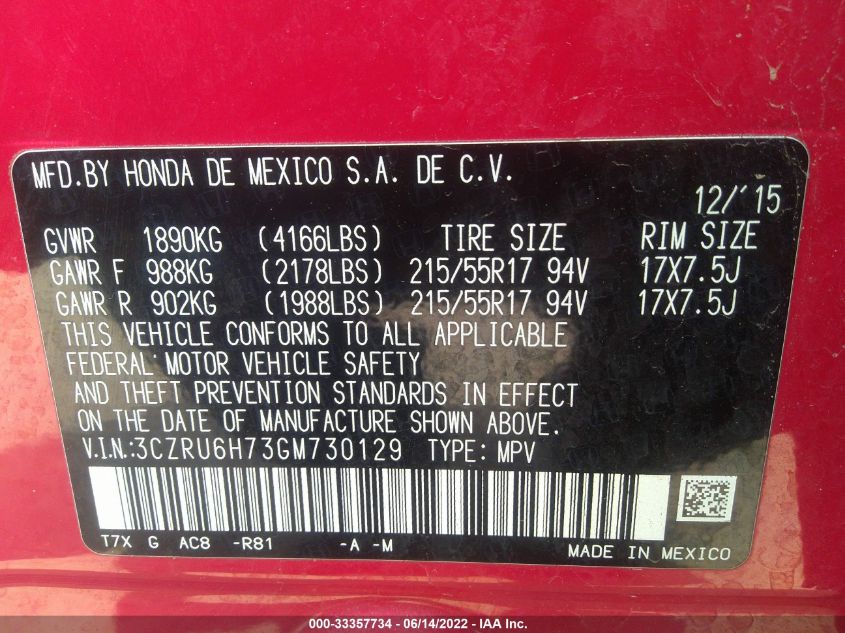 MFD.BY HONDA DE MEXICO S.A. DE C.V.
12/'15
GVWR 1890KG (4166LBS) TIRE SIZE RIM SIZE
GAWR F 988KG (2178LBS) 215/55R17 94V 17X7.5J
GAWR R 902KG (1988LBS) 215/55R17 94V 17X7.5J
THIS VEHICLE CONFORMS TO ALL APPLICABLE
FEDERAL MOTOR VEHICLE SAFETY
AND THEFT PREVENTION STANDARDS IN EFFECT
ON THE DATE OF MANUFACTURE SHOWN ABOVE.
V.I.N.:3CZRU6H73GM730129 TYPE: MPV
T7X G AC8 -R81 -A -M MADE IN MEXICO
000-33357734 - 06/14/2022 - IAA Inc.